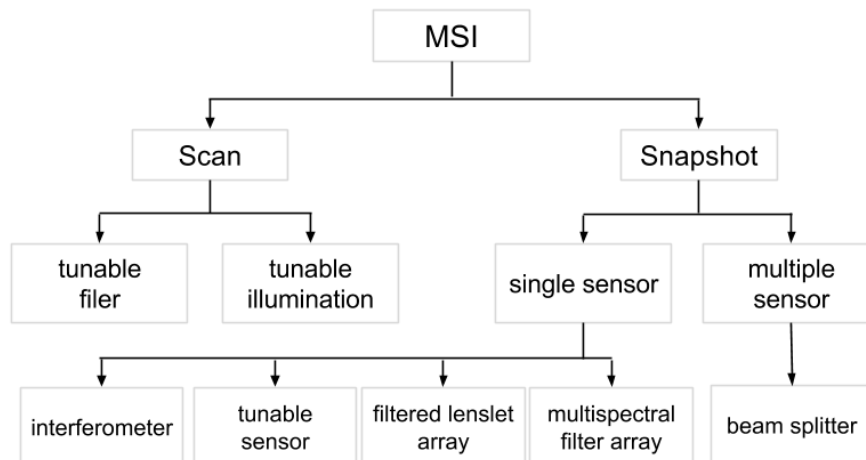 MSI
Scan
Snapshot
tunable
filer
tunable
illumination
single sensor
multiple
sensor
interferometer
tunable
sensor
filtered lenslet
array
multispectral
filter array
beam splitter